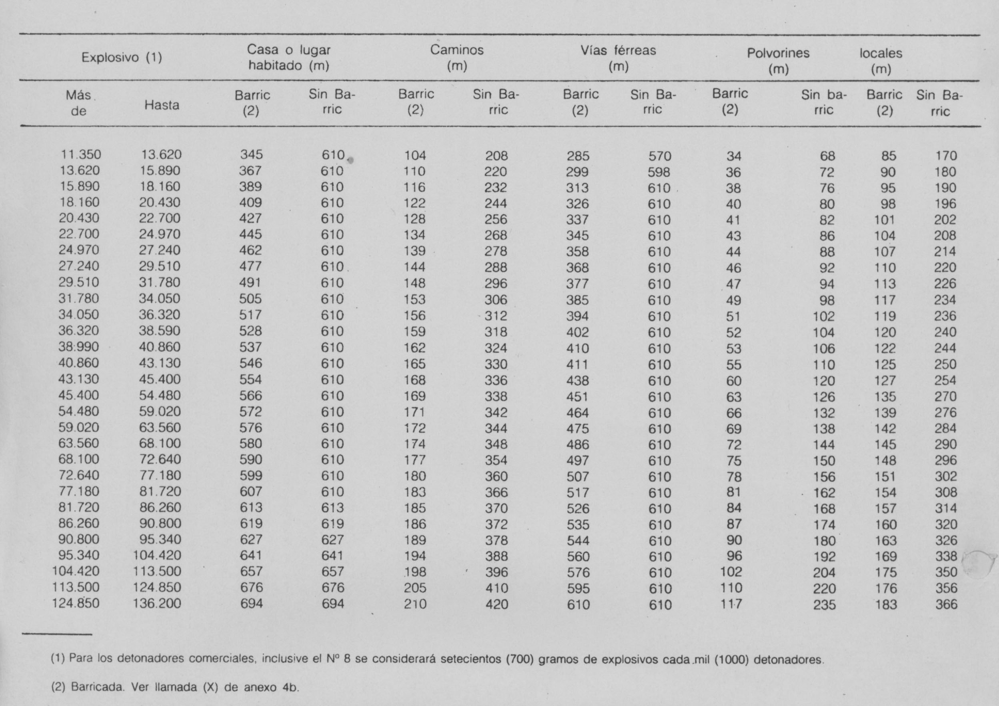 Explosivo (1) Casa o lugar habitado (m) Caminos (m) Vías férreas (m) Polvorines (m) locales (m)
Más de Hasta Barric (2) Sin Ba-rric Barric (2) Sin Ba-rric Barric (2) Sin Ba-rric Barric (2) Sin ba-rric Barric (2) Sin Ba-rric
11.350 13.620 345 610 104 208 285 570 34 68 85 170
13.620 15.890 367 610 110 220 299 598 36 72 90 180
15.890 18.160 389 610 116 232 313 610 38 76 95 190
18.160 20.430 409 610 122 244 326 610 40 80 98 196
20.430 22.700 427 610 128 256 337 610 41 82 101 202
22.700 24.970 445 610 134 268 345 610 43 86 104 208
24.970 27.240 462 610 139 278 358 610 44 88 107 214
27.240 29.510 477 610 144 288 368 610 46 92 110 220
29.510 31.780 491 610 148 296 377 610 47 94 113 226
31.780 34.050 505 610 153 306 385 610 49 98 117 234
34.050 36.320 517 610 156 312 394 610 51 102 119 236
36.320 38.590 528 610 159 318 402 610 52 104 120 240
38.990 40.860 537 610 162 324 410 610 53 106 122 244
40.860 43.130 546 610 165 330 411 610 55 110 125 250
43.130 45.400 554 610 168 336 438 610 60 120 127 254
45.400 54.480 566 610 169 338 451 610 63 126 135 270
54.480 59.020 572 610 171 342 464 610 66 132 139 276
59.020 63.560 576 610 172 344 475 610 69 138 142 284
63.560 68.100 580 610 174 348 486 610 72 144 145 290
68.100 72.640 590 610 177 354 497 610 75 150 148 296
72.640 77.180 599 610 180 360 507 610 78 156 151 302
77.180 81.720 607 610 183 366 517 610 81 162 154 308
81.720 86.260 613 613 185 370 526 610 84 168 157 314
86.260 90.800 619 619 186 372 535 610 87 174 160 320
90.800 95.340 627 627 189 378 544 610 90 180 163 326
95.340 104.420 641 641 194 388 560 610 96 192 169 338
104.420 113.500 657 657 198 396 576 610 102 204 175 350
113.500 124.850 676 676 205 410 595 610 110 220 176 356
124.850 136.200 694 694 210 420 610 610 117 235 183 366
(1) Para los detonadores comerciales, inclusive el Nº 8 se considerará setecientos (700) gramos de explosivos cada mil (1000) detonadores.
(2) Barricada. Ver llamada (X) de anexo 4b.